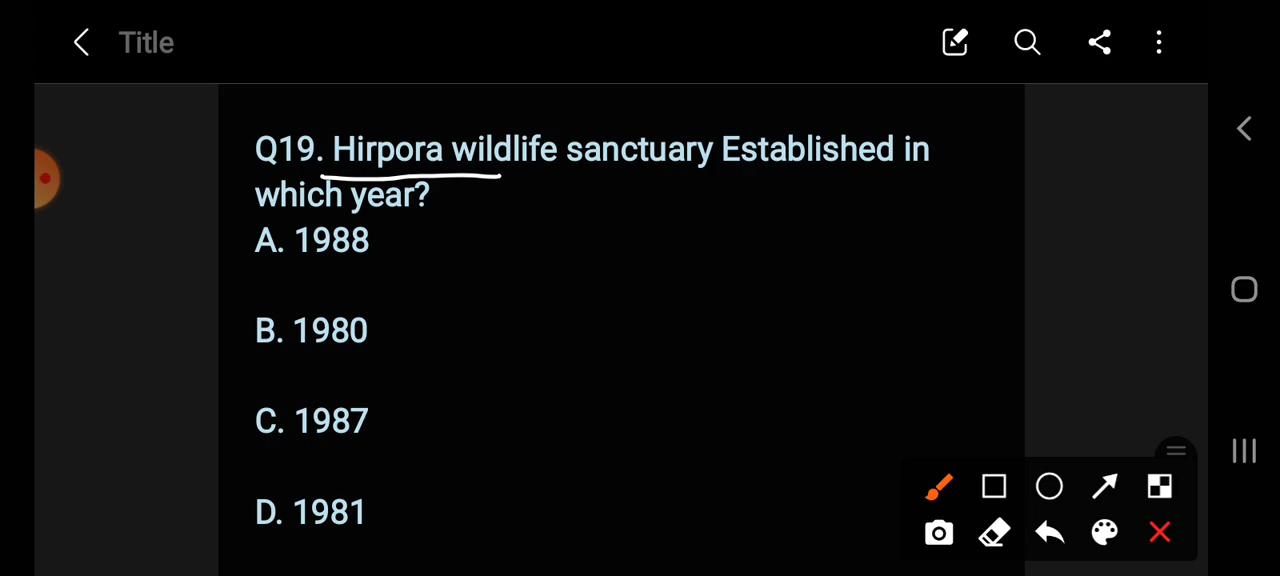 Title
Q19. Hirpora wildlife sanctuary Established in
which year?
A. 1988
B. 1980
C. 1987
D. 1981